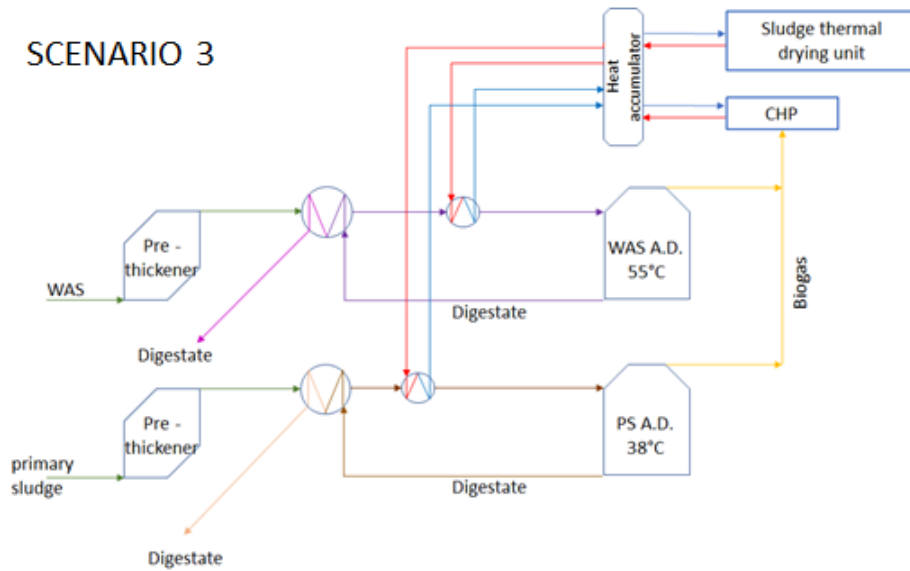 SCENARIO 3
Sludge thermal
drying unit
Heat
accumulator
CHP
Pre -
thickener
WAS
WAS A.D.
55°C
Biogas
Digestate
Digestate
Pre -
thickener
primary
sludge
PS A.D.
38°C
Digestate
Digestate